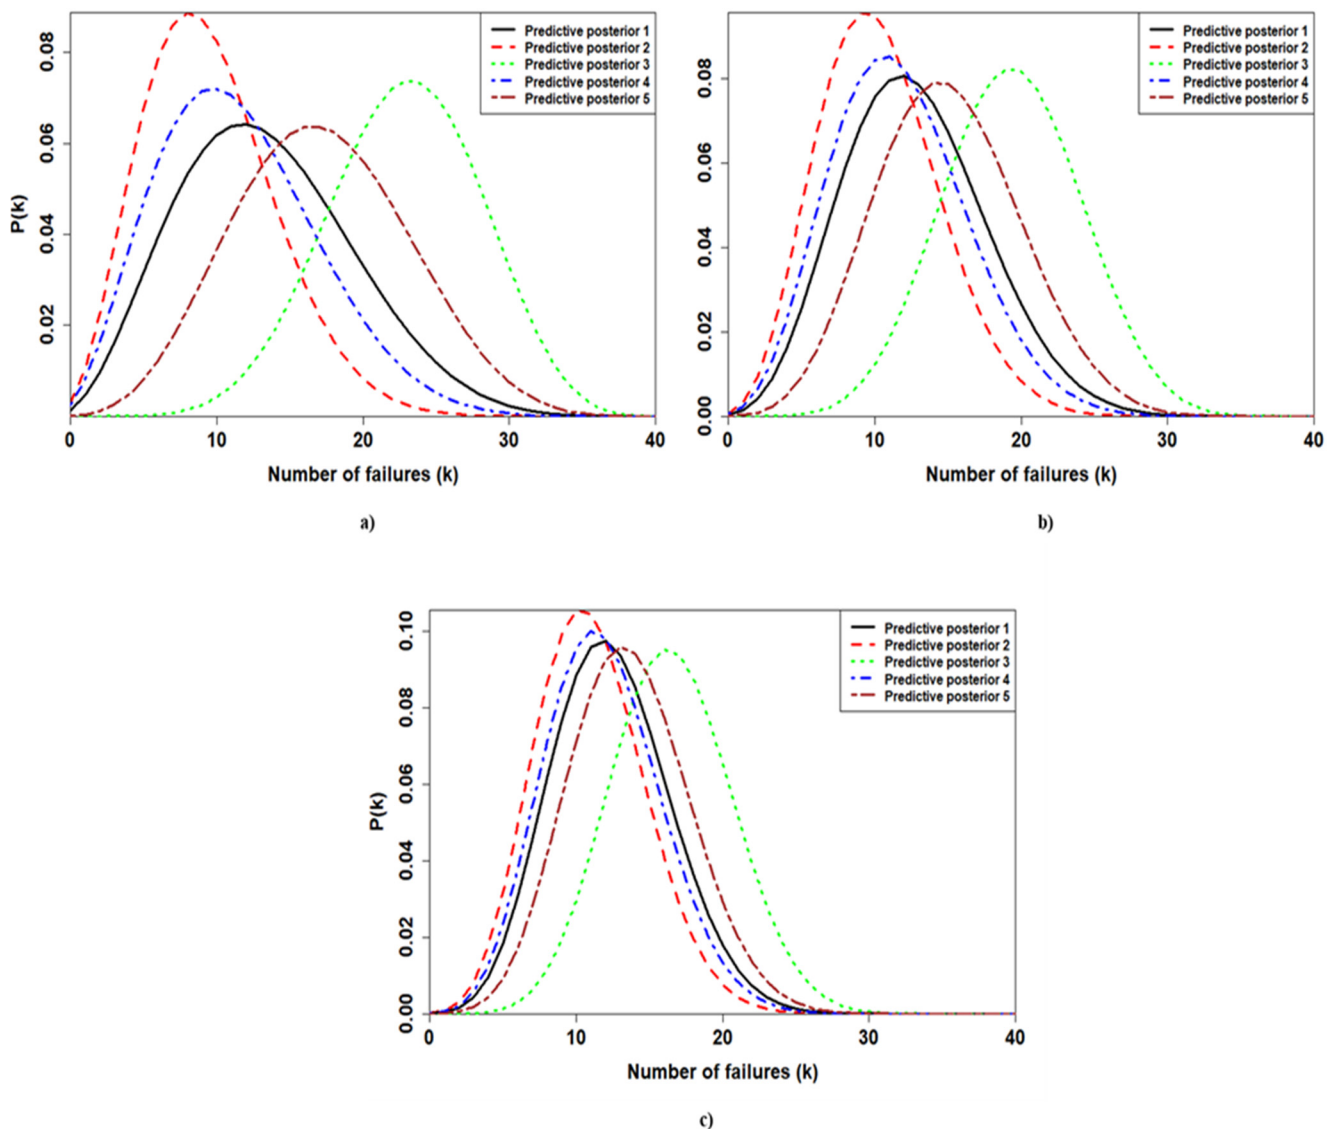 P(k)
0.08
0.06
0.04
0.02
0 10 20 30 40
Number of failures (k)
Predictive posterior 1
Predictive posterior 2
Predictive posterior 3
Predictive posterior 4
Predictive posterior 5
a)
0.08
0.06
0.04
0.02
0.00
0 10 20 30 40
Number of failures (k)
Predictive posterior 1
Predictive posterior 2
Predictive posterior 3
Predictive posterior 4
Predictive posterior 5
b)
P(k)
0.10
0.08
0.06
0.04
0.02
0.00
0 10 20 30 40
Number of failures (k)
Predictive posterior 1
Predictive posterior 2
Predictive posterior 3
Predictive posterior 4
Predictive posterior 5
c)